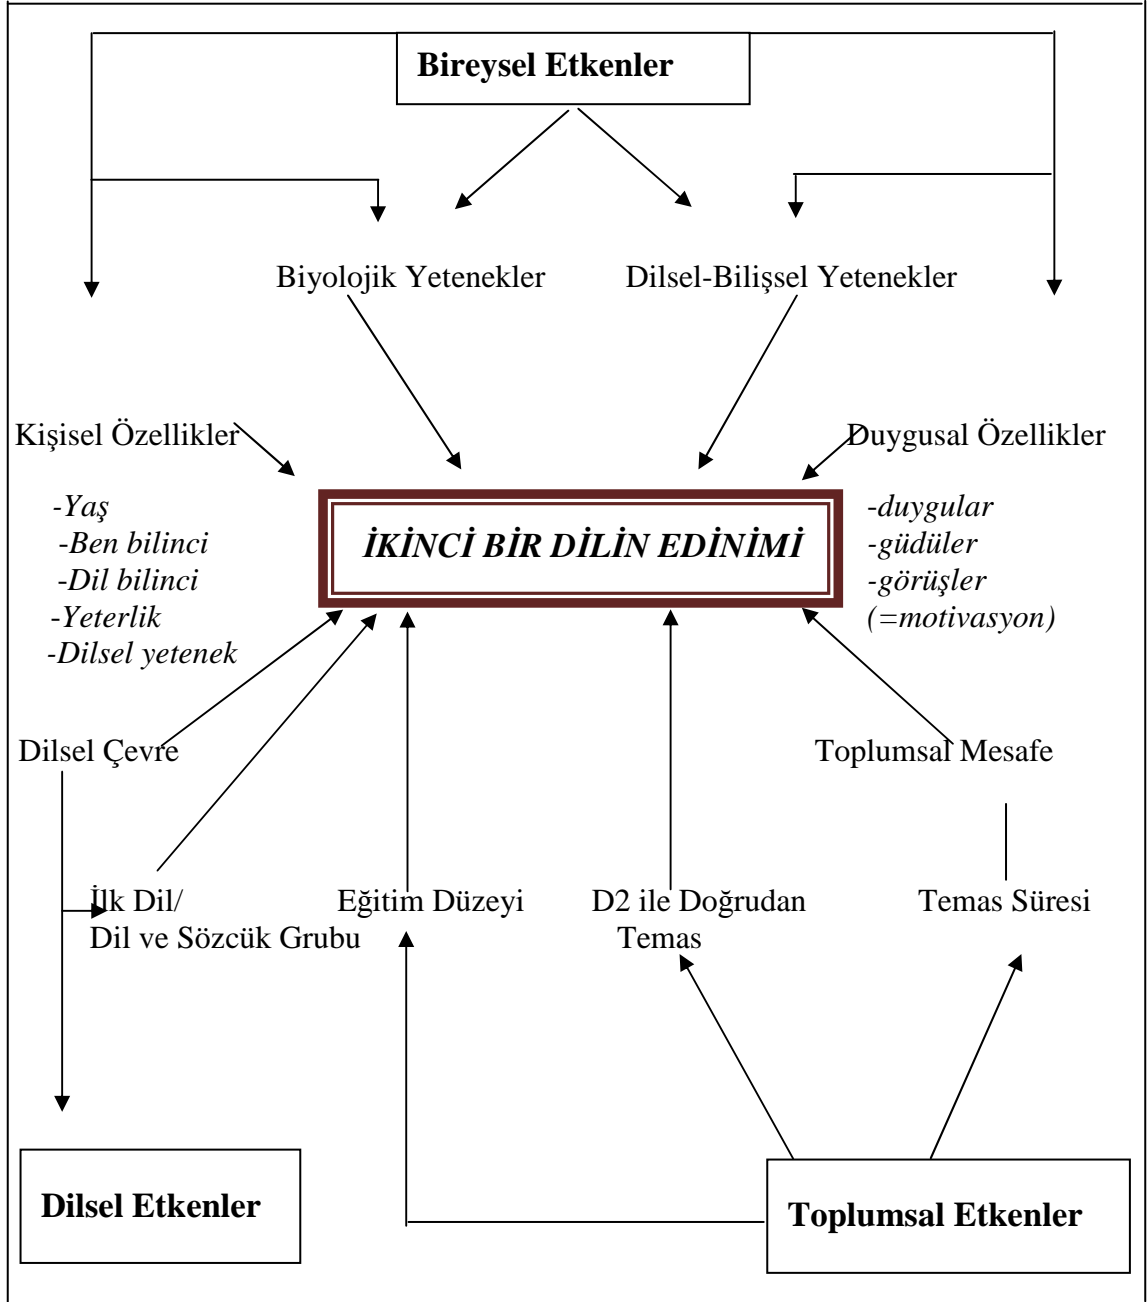 Bireysel Etkenler
Biyolojik Yetenekler
Dilsel-Bilişsel Yetenekler
Kişisel Özellikler
Duygusal Özellikler
-Yaş
-Ben bilinci
-Dil bilinci
-Yeterlik
-Dilsel yetenek
İKİNCİ BİR DİLİN EDİNİMİ
-duygular
-güdüler
-görüşler
(=motivasyon)
Dilsel Çevre
Toplumsal Mesafe
İlk Dil/
Dil ve Sözcük Grubu
Eğitim Düzeyi
D2 ile Doğrudan
Temas
Temas Süresi
Dilsel Etkenler
Toplumsal Etkenler